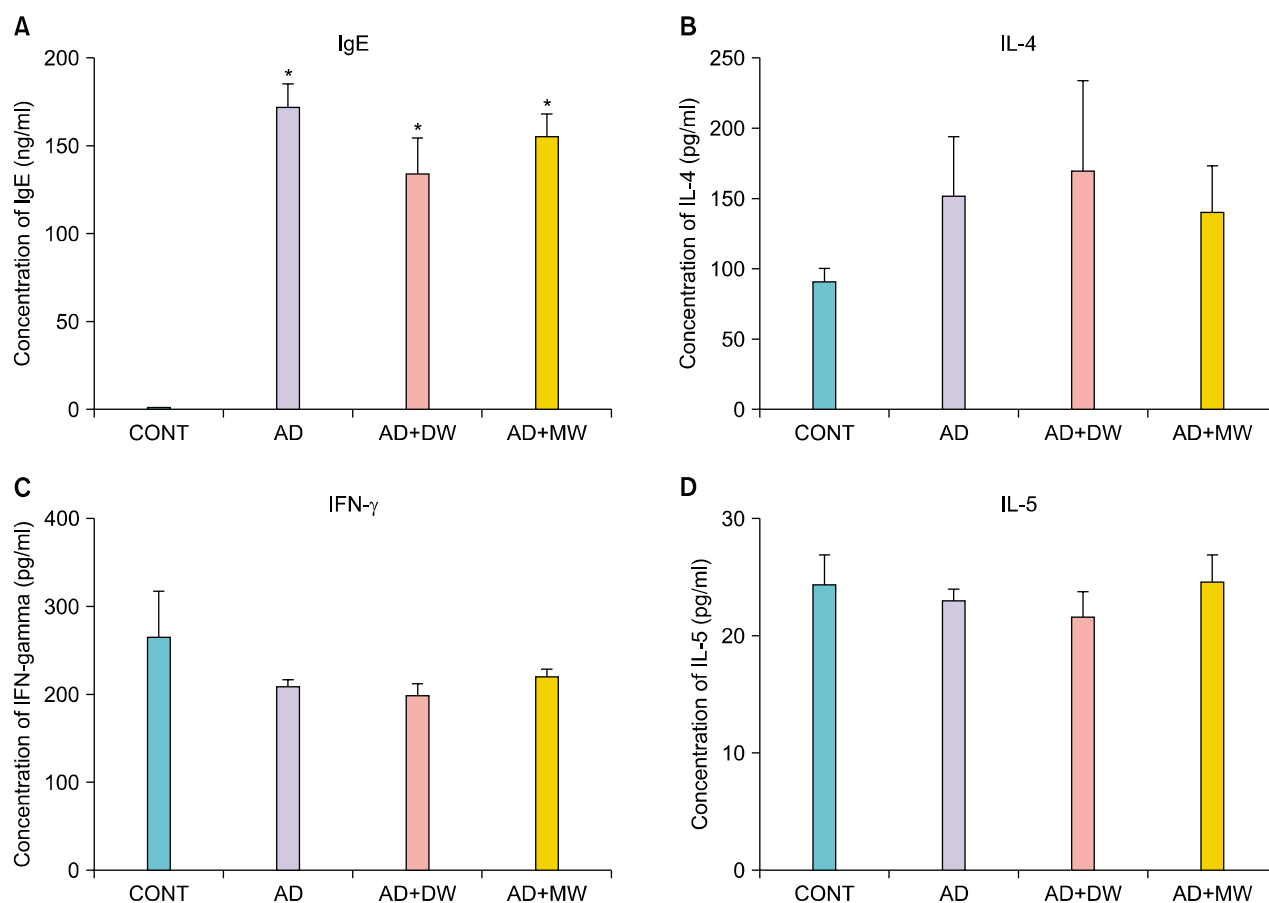 A
IgE
Concentration of IgE (ng/ml)
200
150
100
50
0
*
*
*
CONT
AD
AD+DW
AD+MW
B
IL-4
Concentration of IL-4 (pg/ml)
250
200
150
100
50
0
CONT
AD
AD+DW
AD+MW
C
IFN-γ
Concentration of IFN-gamma (pg/ml)
400
300
200
200
0
CONT
AD
AD+DW
AD+MW
D
IL-5
Concentration of IL-5 (pg/ml)
30
20
10
0
CONT
AD
AD+DW
AD+MW